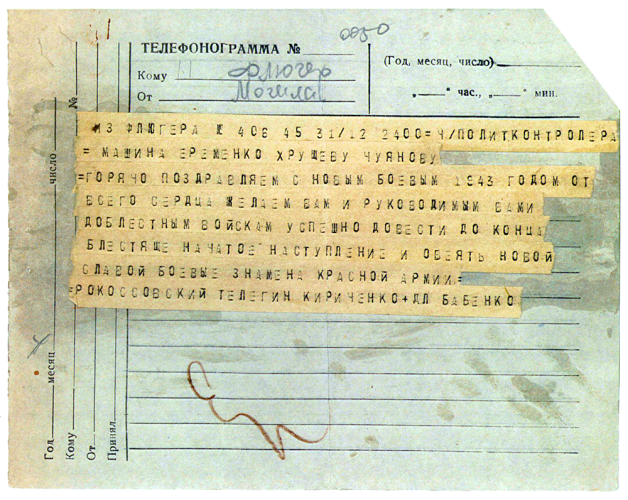 0050
ТЕЛЕФОНОГРАММА №
Кому Флюгер
От Могила
(Год, месяц, число)
„ “ час., „ “ мин.
ИЗ ФЛЮГЕРА № 406 45 31/12 2400= Ч/ПОЛИТКОНТРОЛЕРА
= МАШИНА ЕРЕМЕНКО ХРУЩЕВУ ЧУЯНОВУ
=ГОРЯЧО ПОЗДРАВЛЯЕМ С НОВЫМ БОЕВЫМ 1943 ГОДОМ ОТ
ВСЕГО СЕРДЦА ЖЕЛАЕМ ВАМ И РУКОВОДИМЫМ ВАМИ
ДОБЛЕСТНЫМ ВОЙСКАМ УСПЕШНО ДОВЕСТИ ДО КОНЦА
БЛЕСТЯЩЕ НАЧАТОЕ НАСТУПЛЕНИЕ И ОБЕЯТЬ НОВОЙ
СЛАВОЙ БОЕВЫЕ ЗНАМЕНА КРАСНОЙ АРМИИ=
=РОКОССОВСКИЙ ТЕЛЕГИН КИРИЧЕНКО+ДЛ БАБЕНКО
№
число
месяц
Год
Кому
От
Принял